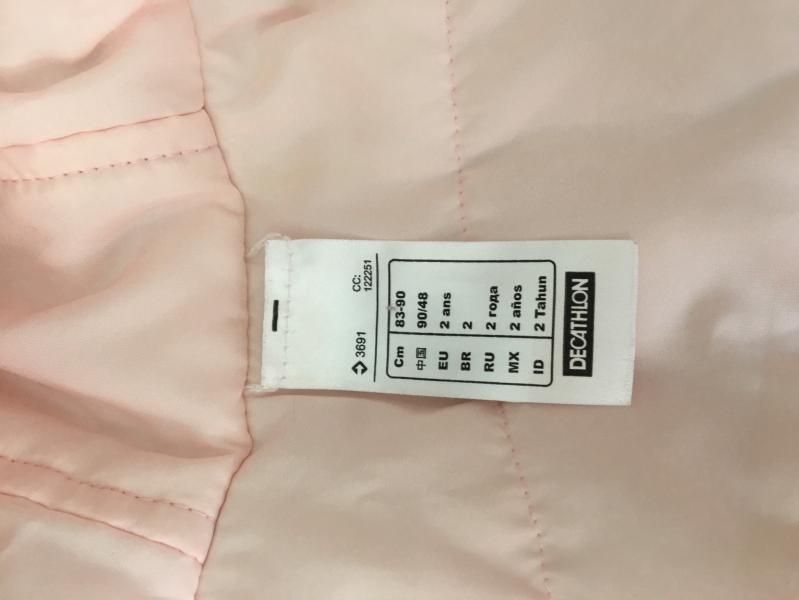 3691
CC:
122251
Cm 83-90
中国 90/48
EU 2 ans
BR 2
RU 2 года
MX 2 años
ID 2 Tahun
DECATHLON